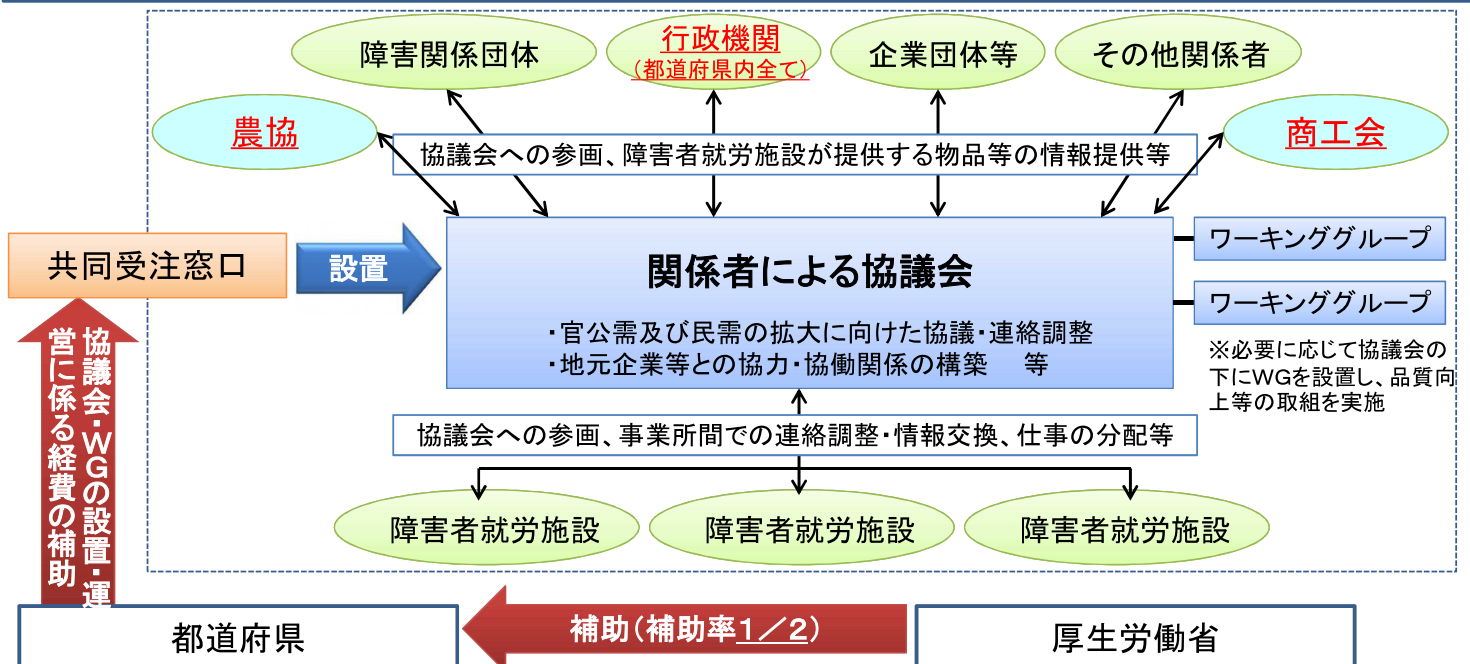 障害関係団体
行政機関
(都道府県内全て)
企業団体等
その他関係者
農協
商工会
協議会への参画、障害者就労施設が提供する物品等の情報提供等
共同受注窓口
設置
関係者による協議会
・官公需及び民需の拡大に向けた協議・連絡調整
・地元企業等との協力・協働関係の構築　等
ワーキンググループ
ワーキンググループ
※必要に応じて協議会の
下にWGを設置し、品質向
上等の取組を実施
協議会への参画、事業所間での連絡調整・情報交換、仕事の分配等
障害者就労施設
障害者就労施設
障害者就労施設
協議会・WGの設置・運
営に係る経費の補助
都道府県
補助(補助率1／2)
厚生労働省